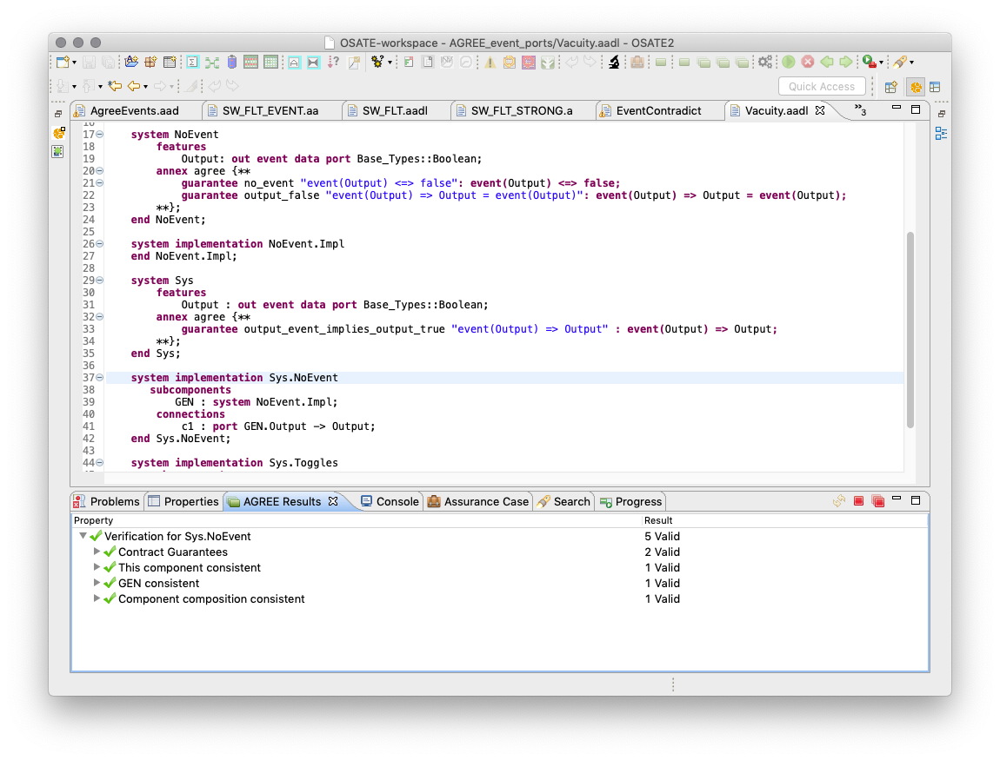 OSATE-workspace - AGREE_event_ports/Vacuity.aadl - OSATE2
Quick Access
AgreeEvents.aad SW_FLT_EVENT.aa SW_FLT.aadl SW_FLT_STRONG.a EventContradict Vacuity.aadl »3
17 system NoEvent
18 features
19 Output: out event data port Base_Types::Boolean;
20 annex agree {**
21 guarantee no_event "event(Output) <=> false": event(Output) <=> false;
22 guarantee output_false "event(Output) => Output = event(Output)": event(Output) => Output = event(Output);
23 **};
24 end NoEvent;
25
26 system implementation NoEvent.Impl
27 end NoEvent.Impl;
28
29 system Sys
30 features
31 Output : out event data port Base_Types::Boolean;
32 annex agree {**
33 guarantee output_event_implies_output_true "event(Output) => Output" : event(Output) => Output;
34 **};
35 end Sys;
36
37 system implementation Sys.NoEvent
38 subcomponents
39 GEN : system NoEvent.Impl;
40 connections
41 c1 : port GEN.Output -> Output;
42 end Sys.NoEvent;
43
44 system implementation Sys.Toggles
Problems Properties AGREE Results Console Assurance Case Search Progress
Property Result
Verification for Sys.NoEvent 5 Valid
Contract Guarantees 2 Valid
This component consistent 1 Valid
GEN consistent 1 Valid
Component composition consistent 1 Valid